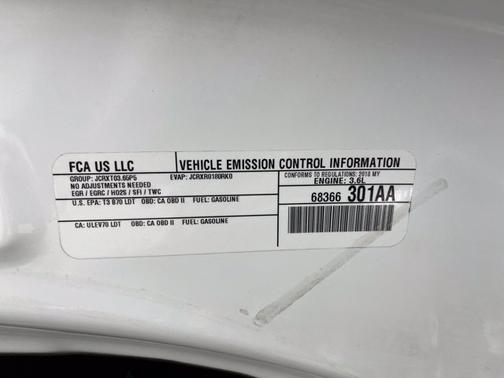 FCA US LLC
VEHICLE EMISSION CONTROL INFORMATION
GROUP: JCRXT03.65P5 EVAP: JCRXR0180RK0
CONFORMS TO REGULATIONS: 2018 MY
NO ADJUSTMENTS NEEDED
ENGINE: 3.6L
EGR / EGRC / HO2S / SFI / TWC
U.S. EPA: T3 B70 LDT OBD: CA OBD II FUEL: GASOLINE
68366 301AA
CA: ULEV70 LDT OBD: CA OBD II FUEL: GASOLINE